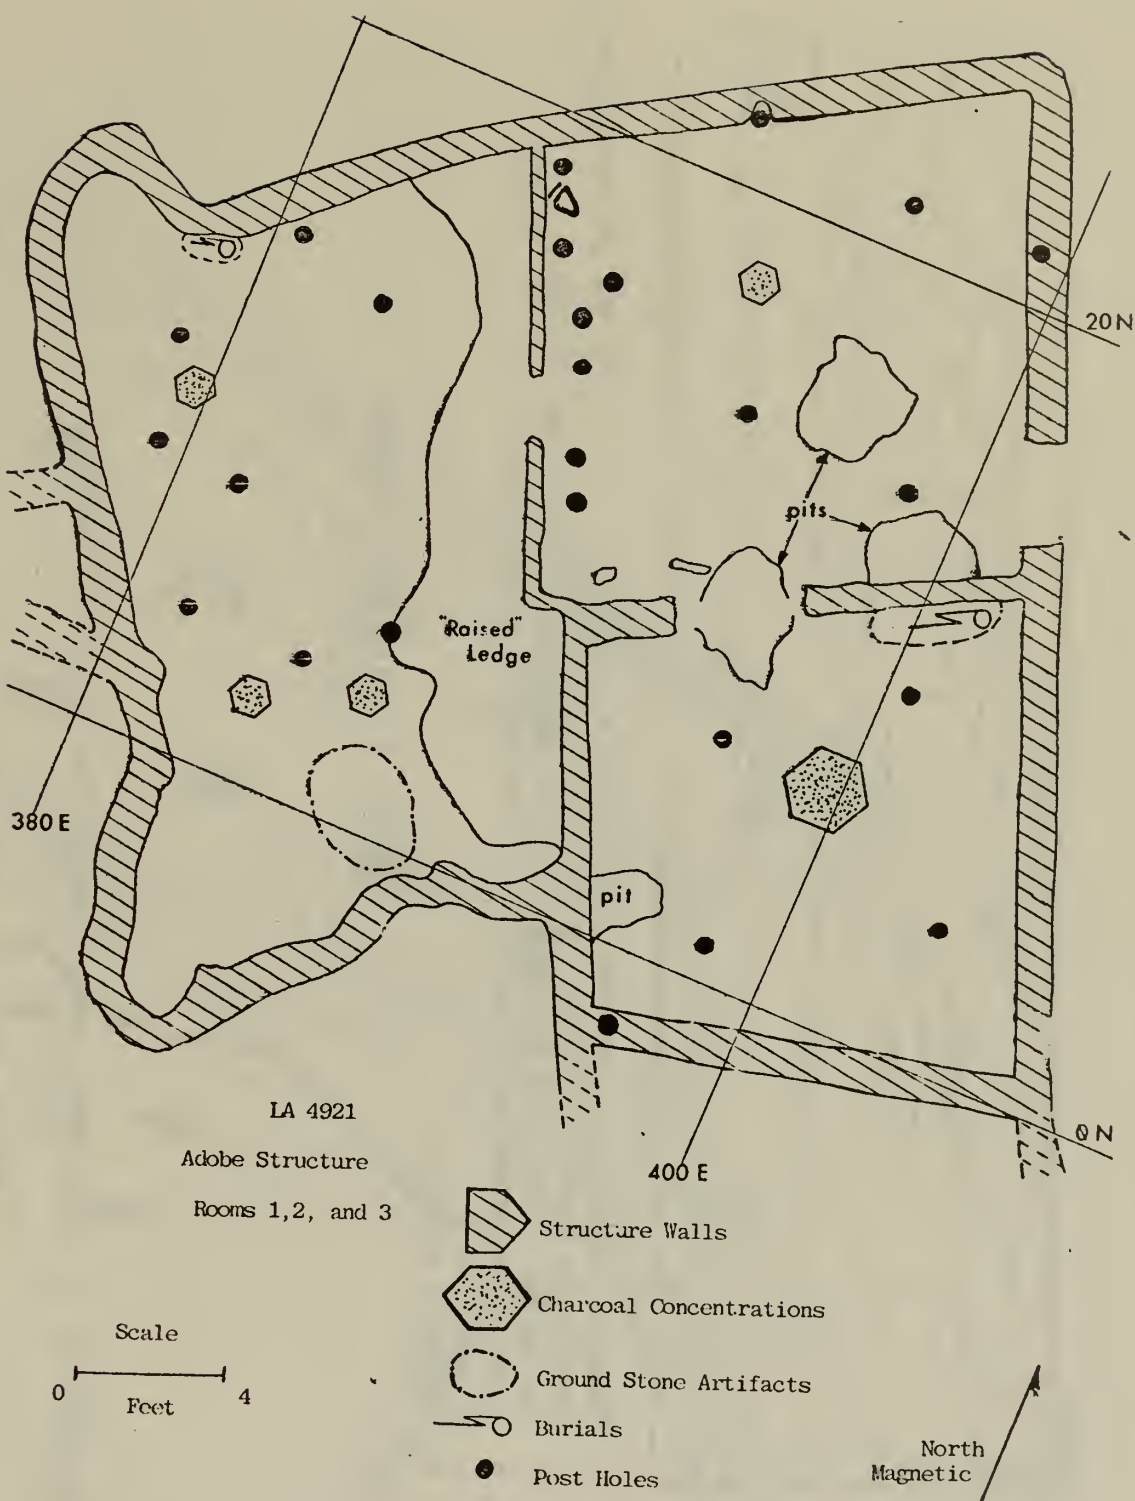 20 N
pits
"Raised"
Ledge
380 E
pit
0 N
400 E
LA 4921
Adobe Structure
Rooms 1,2, and 3
Structure Walls
Charcoal Concentrations
Scale
0 4
Feet
Ground Stone Artifacts
Burials
Post Holes
North
Magnetic